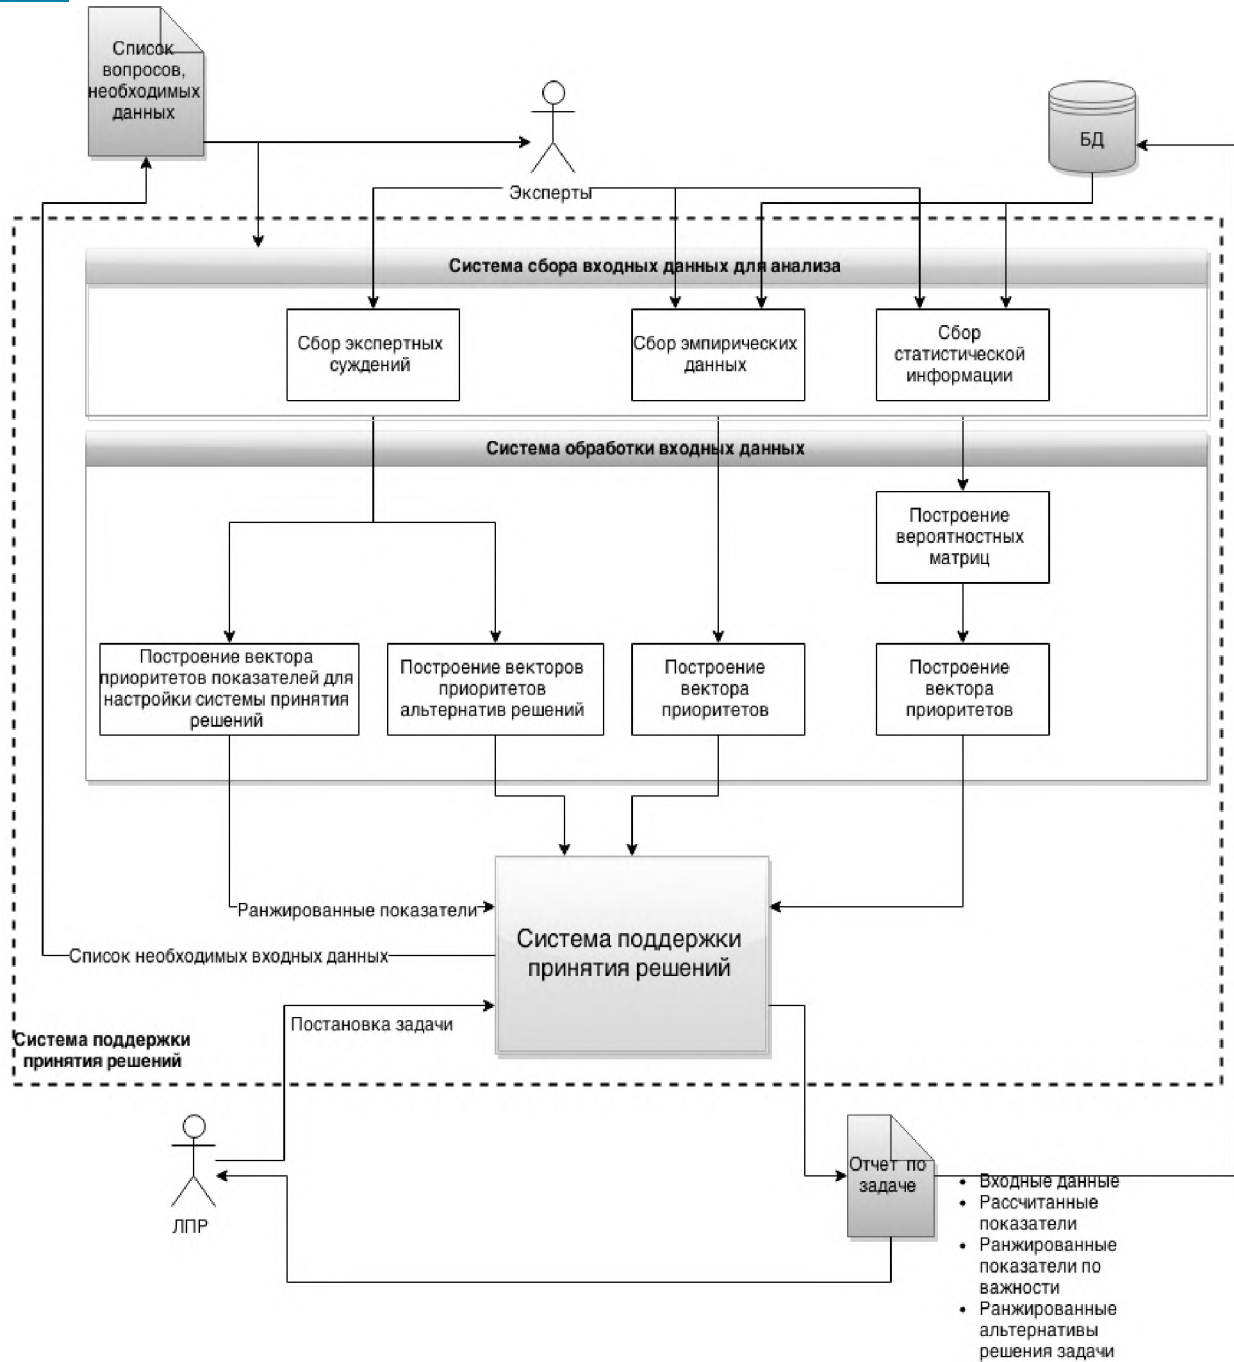 Список
вопросов,
необходимых
данных
Эксперты
БД
Система сбора входных данных для анализа
Сбор экспертных
суждений
Сбор эмпирических
данных
Сбор
статистической
информации
Система обработки входных данных
Построение
вероятностных
матриц
Построение вектора
приоритетов показателей для
настройки системы принятия
решений
Построение векторов
приоритетов
альтернатив решений
Построение
вектора
приоритетов
Построение
вектора
приоритетов
Ранжированные показатели
Список необходимых входных данных
Система поддержки
принятия решений
Постановка задачи
Система поддержки
принятия решений
ЛПР
Отчет по
задаче
• Входные данные
• Рассчитанные
показатели
• Ранжированные
показатели по
важности
• Ранжированные
альтернативы
решения задачи